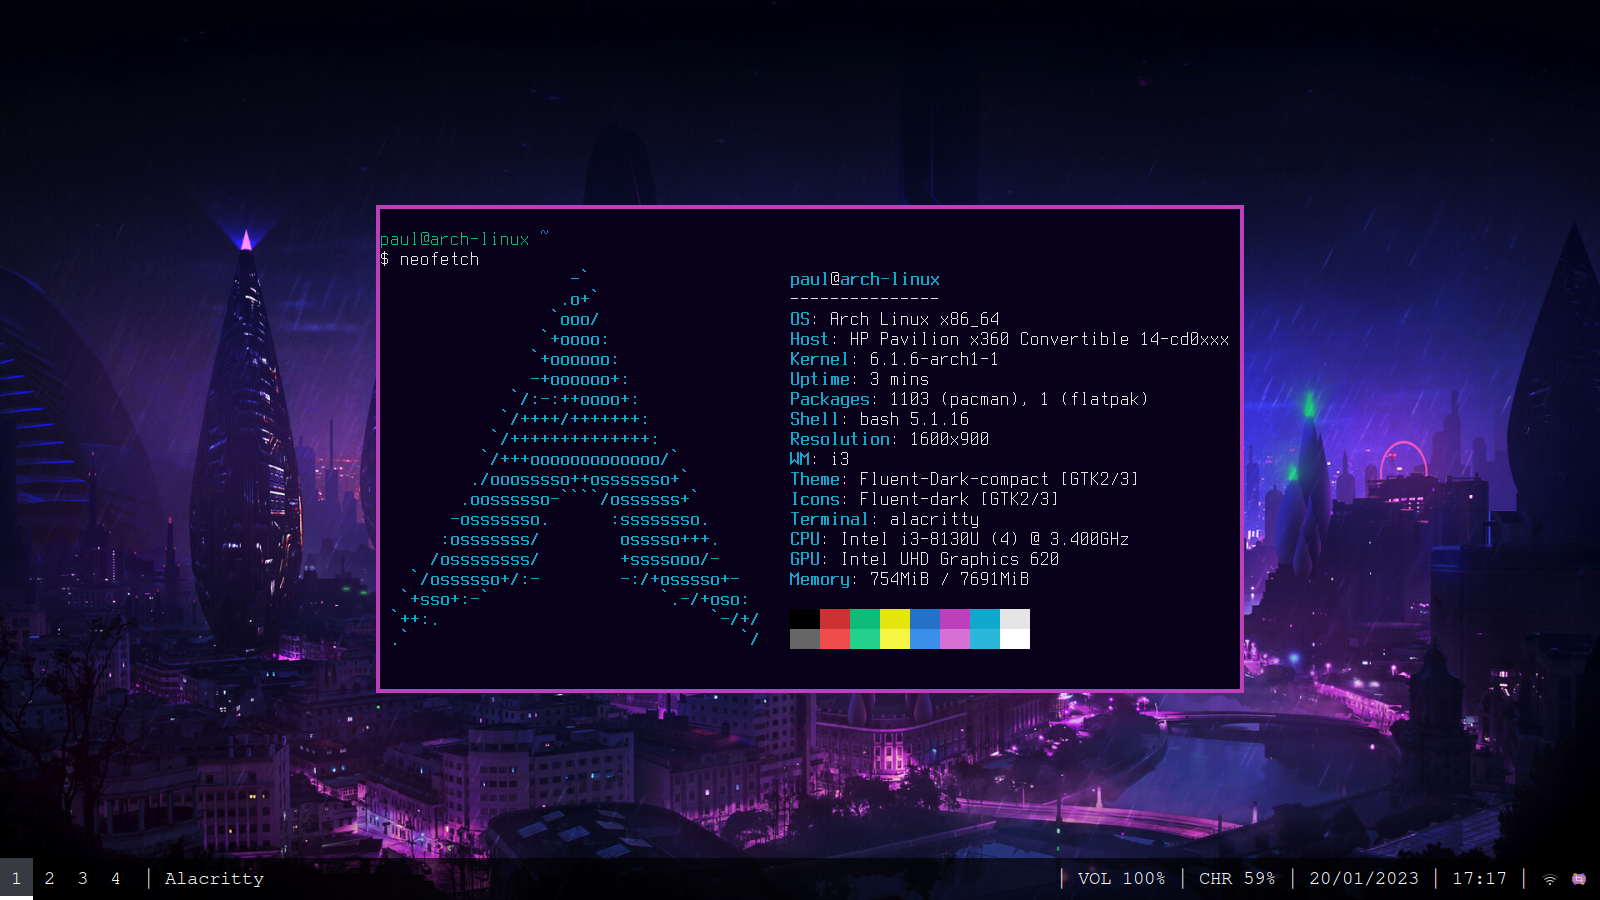 paul@arch-linux ~
$ neofetch
-`
.o+`
`ooo/
`+oooo:
`+oooooo:
-+oooooo+:
`/:-:++oooo+:
`/++++/+++++++:
`/++++++++++++++:
`/+++ooooooooooooo/`
./ooosssso++osssssso+`
.oossssso-````/ossssss+`
-osssssso.      :ssssssso.
:osssssss/        osssso+++.
/ossssssss/        +ssssooo/-
`/ossssso+/:-        -:/+osssso+-
`+sso+:-`                 `.-/+oso:
`++:.                           `-/+/
.`                                 `/
paul@arch-linux
---------------
OS: Arch Linux x86_64
Host: HP Pavilion x360 Convertible 14-cd0xxx
Kernel: 6.1.6-arch1-1
Uptime: 3 mins
Packages: 1103 (pacman), 1 (flatpak)
Shell: bash 5.1.16
Resolution: 1600x900
WM: i3
Theme: Fluent-Dark-compact [GTK2/3]
Icons: Fluent-dark [GTK2/3]
Terminal: alacritty
CPU: Intel i3-8130U (4) @ 3.400GHz
GPU: Intel UHD Graphics 620
Memory: 754MiB / 7691MiB
1 2 3 4 | Alacritty | VOL 100% | CHR 59% | 20/01/2023 | 17:17 |